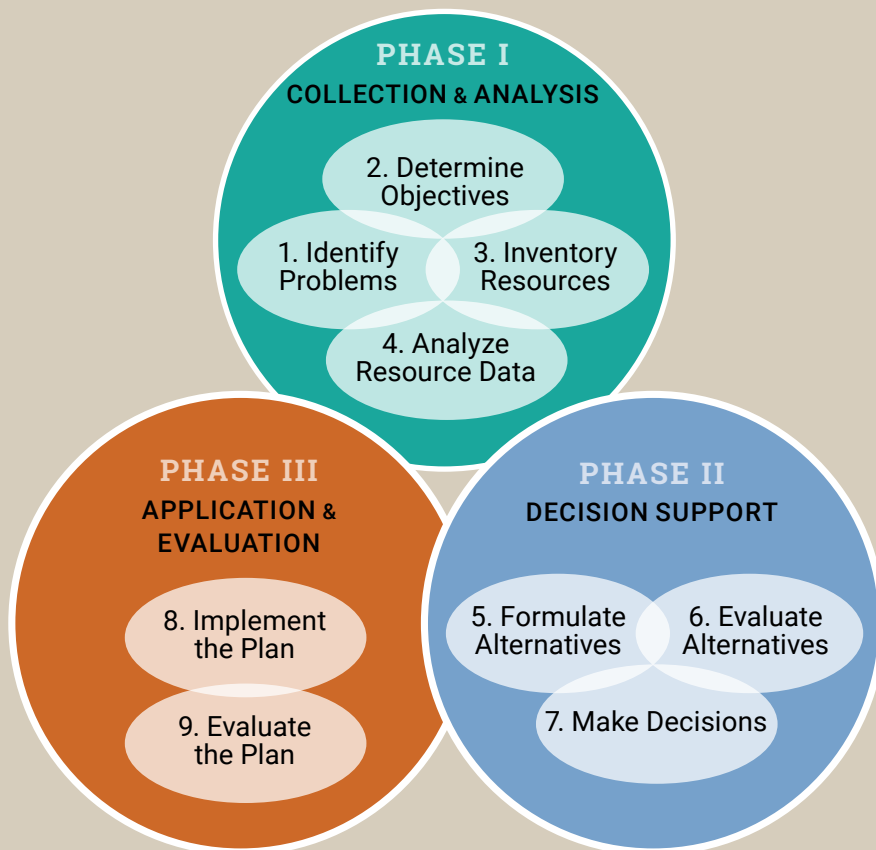 PHASE I
COLLECTION & ANALYSIS
2. Determine
Objectives
1. Identify
Problems
3. Inventory
Resources
4. Analyze
Resource Data
PHASE II
DECISION SUPPORT
5. Formulate
Alternatives
6. Evaluate
Alternatives
7. Make Decisions
PHASE III
APPLICATION &
EVALUATION
8. Implement
the Plan
9. Evaluate
the Plan